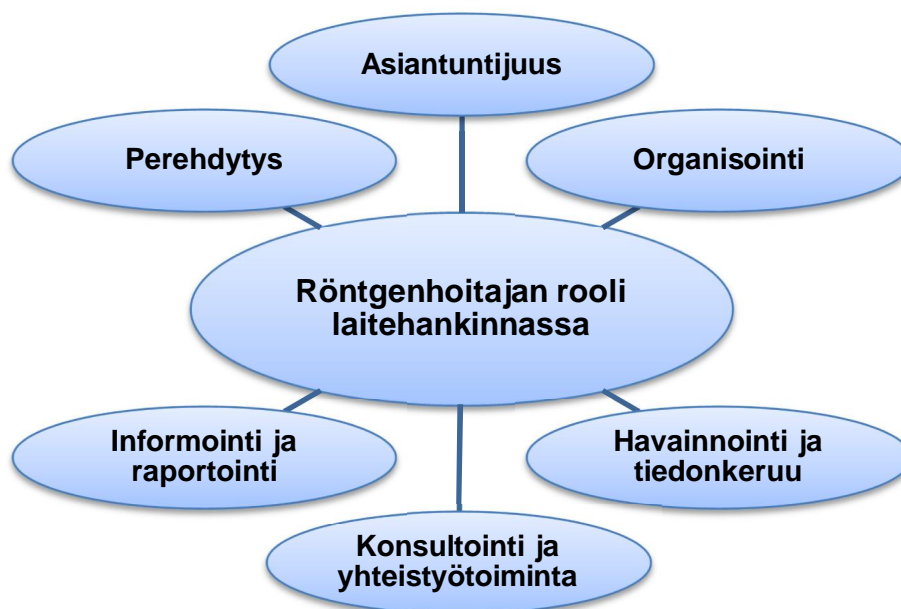 Asiantuntijuus
Perehdytys
Organisointi
Röntgenhoitajan rooli
laitehankinnassa
Informointi ja
raportointi
Havainnointi ja
tiedonkeruu
Konsultointi ja
yhteistyötoiminta